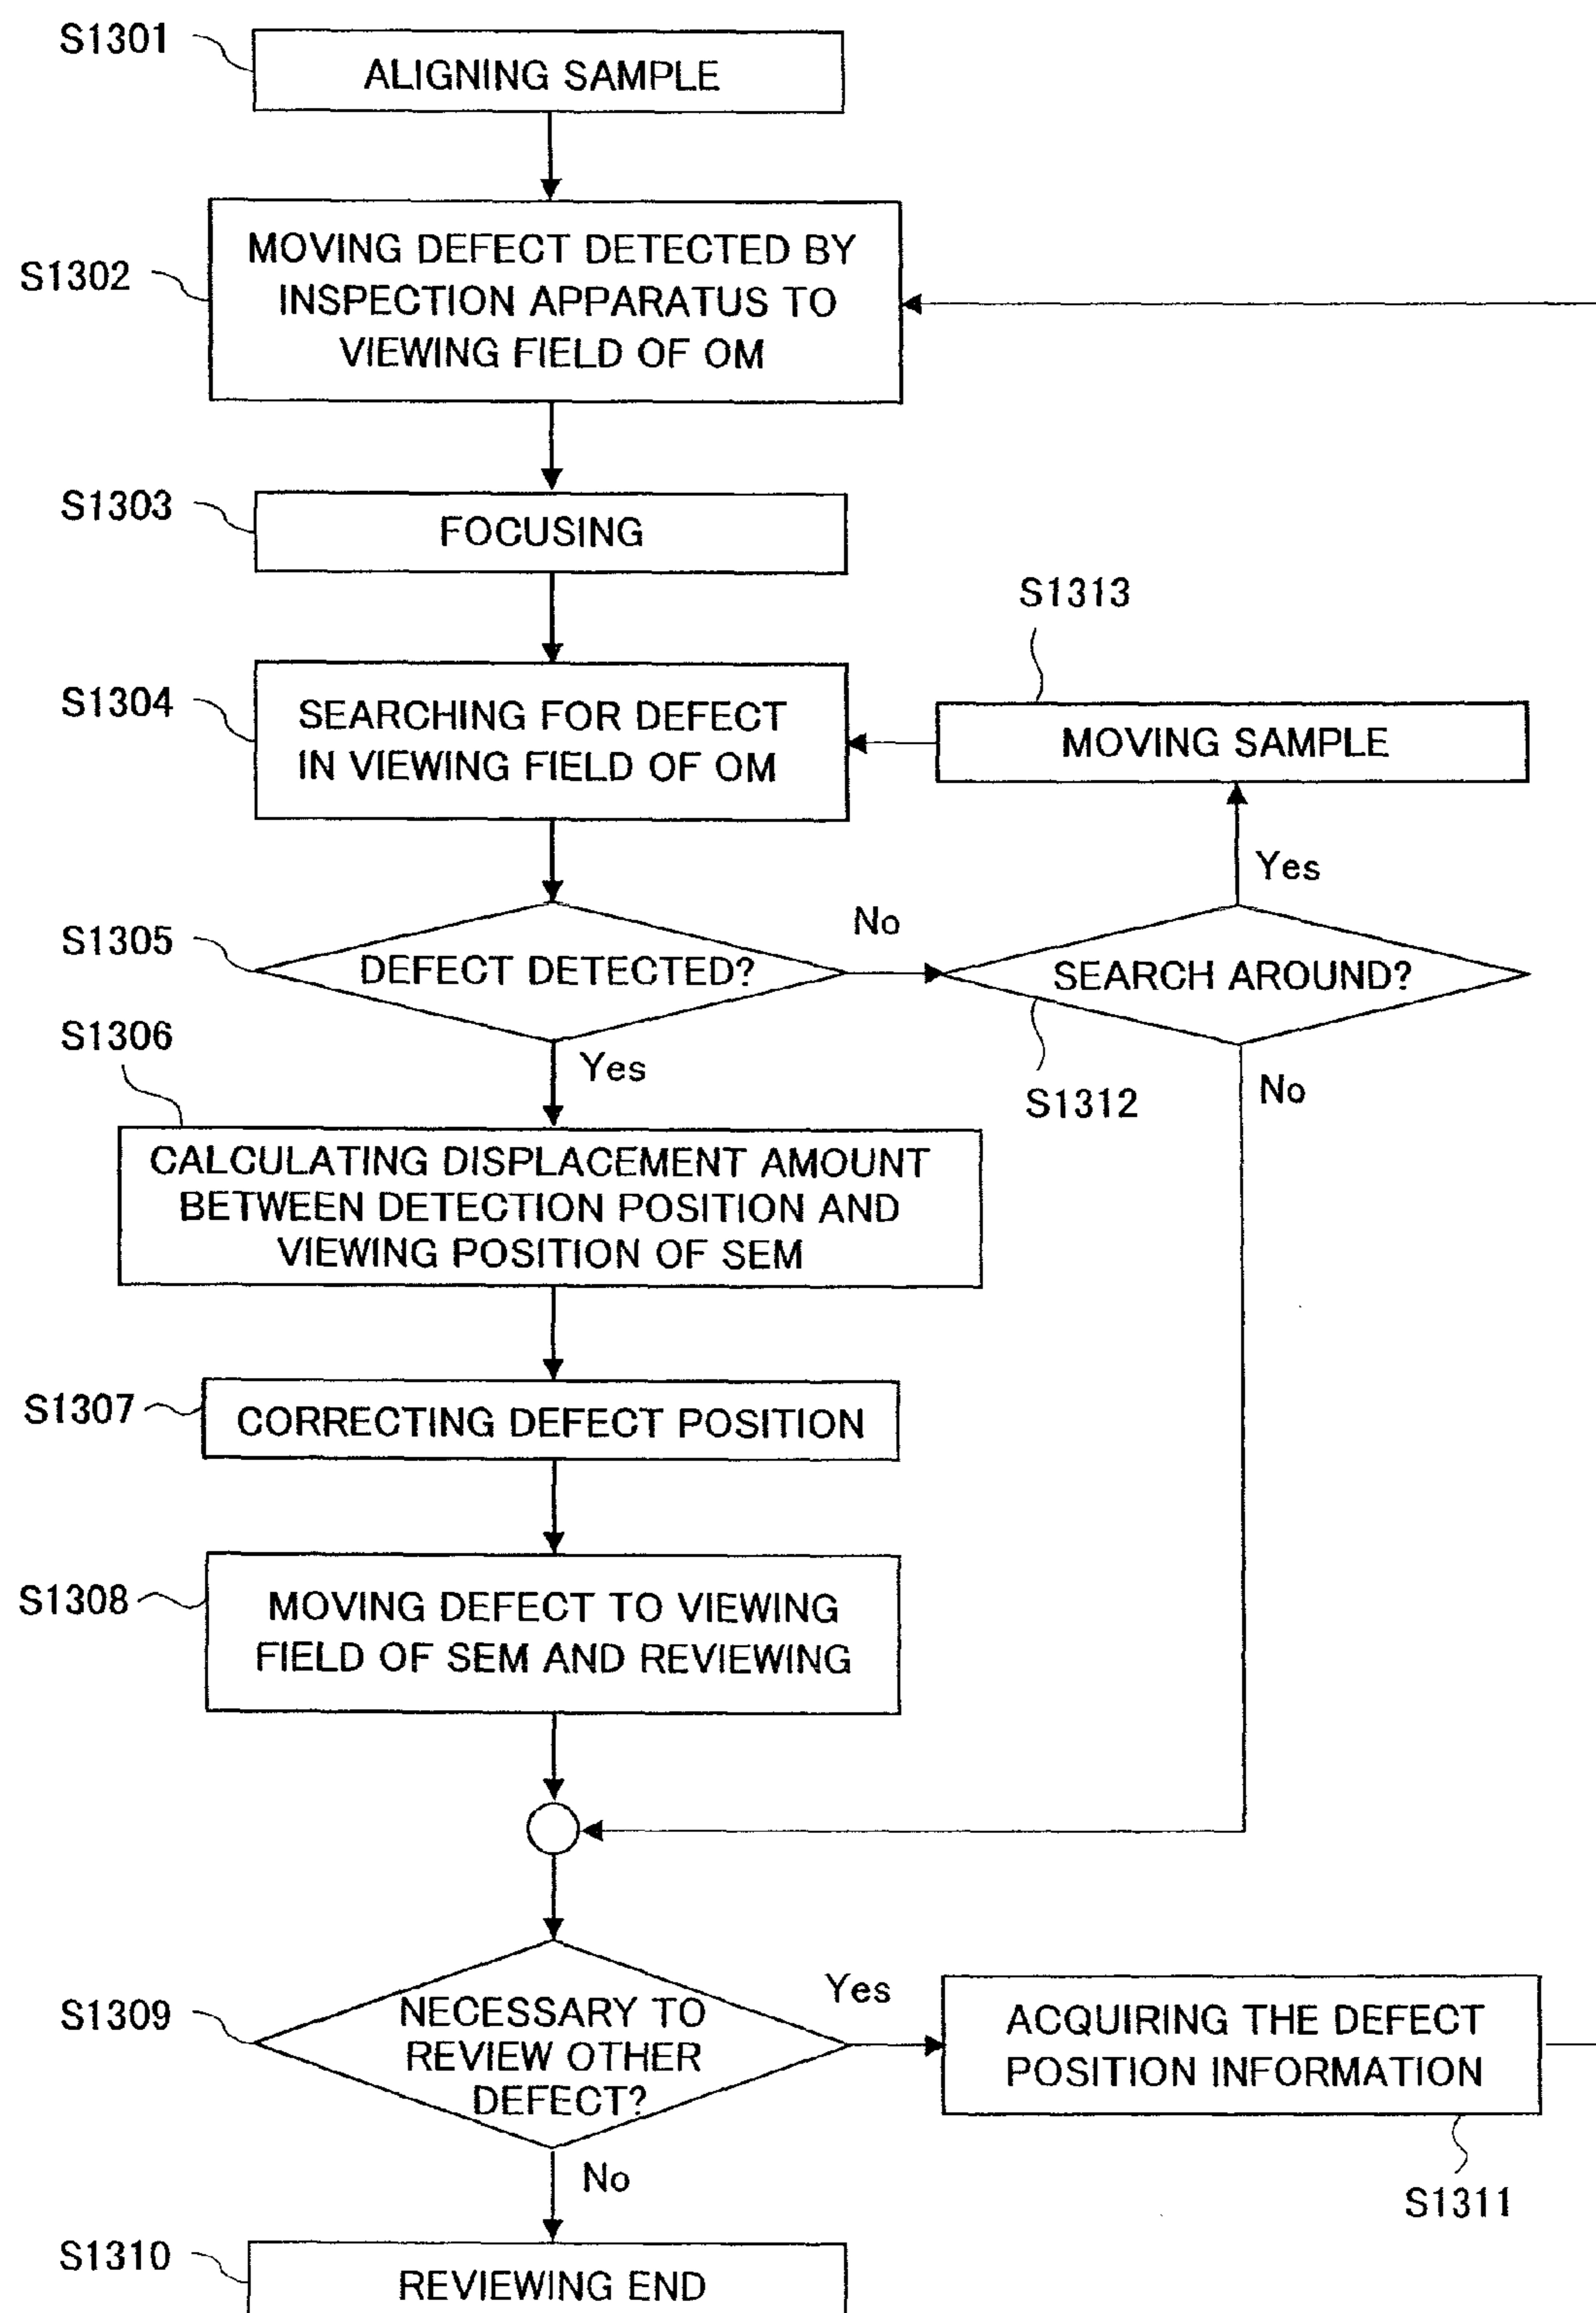 S1301
ALIGNING SAMPLE
S1302
MOVING DEFECT DETECTED BY
INSPECTION APPARATUS TO
VIEWING FIELD OF OM
S1303
FOCUSING
S1313
S1304
SEARCHING FOR DEFECT
IN VIEWING FIELD OF OM
MOVING SAMPLE
Yes
S1305
DEFECT DETECTED?
No
SEARCH AROUND?
S1306
Yes
S1312
No
CALCULATING DISPLACEMENT AMOUNT
BETWEEN DETECTION POSITION AND
VIEWING POSITION OF SEM
S1307
CORRECTING DEFECT POSITION
S1308
MOVING DEFECT TO VIEWING
FIELD OF SEM AND REVIEWING
S1309
NECESSARY TO
REVIEW OTHER
DEFECT?
Yes
ACQUIRING THE DEFECT
POSITION INFORMATION
S1311
No
S1310
REVIEWING END